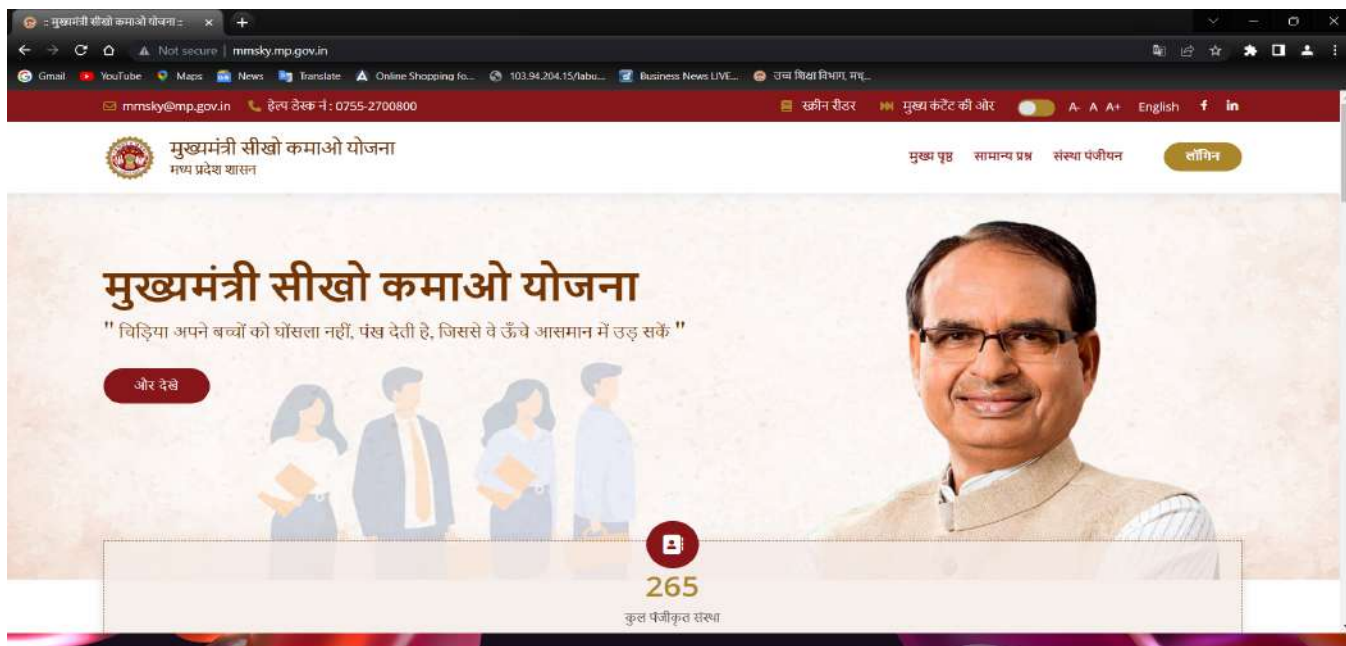 :: मुख्यमंत्री सीखो कमाओ योजना ::
Not secure | mmsky.mp.gov.in
Gmail YouTube Maps News Translate Online Shopping fo... 103.94.204.15/labu... Business News LIVE... उच्च शिक्षा विभाग, मध्...
mmsky@mp.gov.in हेल्प डेस्क नं : 0755-2700800 स्क्रीन रीडर मुख्य कंटेंट की ओर A- A A+ English f in
मुख्यमंत्री सीखो कमाओ योजना
मध्य प्रदेश शासन
मुख्य पृष्ठ सामान्य प्रश्न संस्था पंजीयन लॉगिन
मुख्यमंत्री सीखो कमाओ योजना
" चिड़िया अपने बच्चों को घोंसला नहीं, पंख देती है, जिससे वे ऊँचे आसमान में उड़ सकें "
और देखे
265
कुल पंजीकृत संस्था